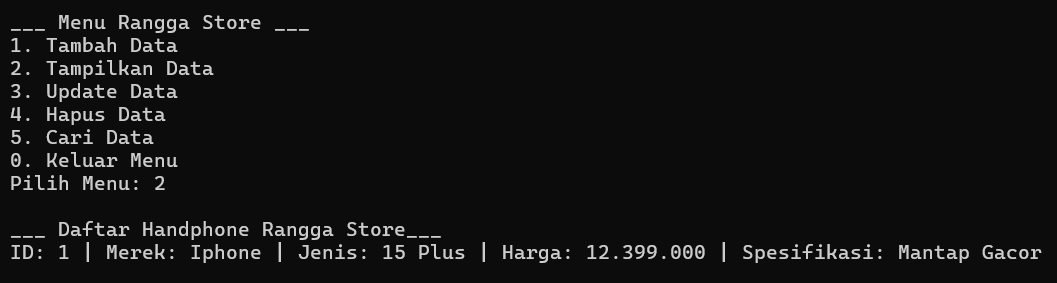 ___ Menu Rangga Store ___
1. Tambah Data
2. Tampilkan Data
3. Update Data
4. Hapus Data
5. Cari Data
0. Keluar Menu
Pilih Menu: 2
___ Daftar Handphone Rangga Store___
ID: 1 | Merek: Iphone | Jenis: 15 Plus | Harga: 12.399.000 | Spesifikasi: Mantap Gacor